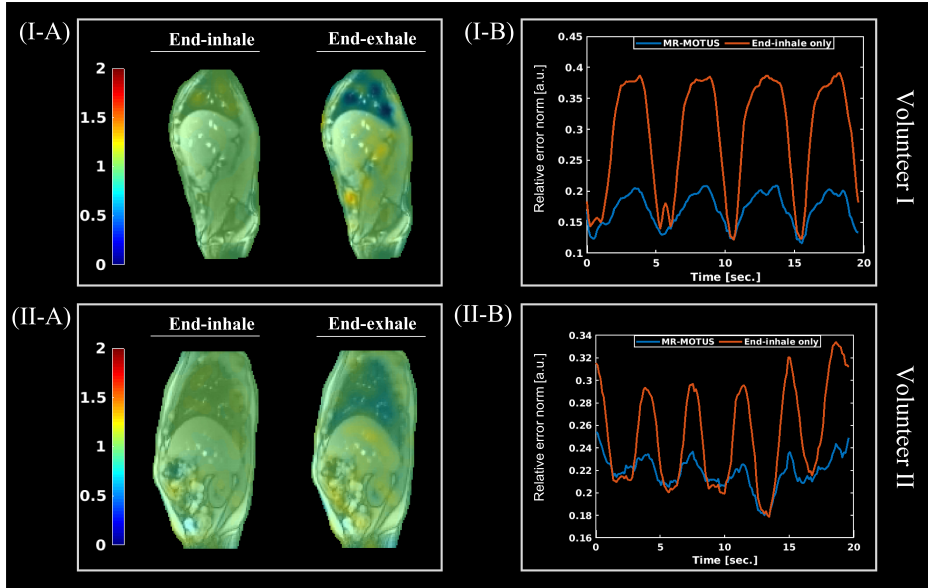 (I-A)
End-inhale
End-exhale
2
1.5
1
0.5
0
(I-B)
MR-MOTUS
End-inhale only
0.45
0.4
0.35
0.3
0.25
0.2
0.15
0.1
Relative error norm [a.u.]
0
5
10
15
20
Time [sec.]
Volunteer I
(II-A)
End-inhale
End-exhale
2
1.5
1
0.5
0
(II-B)
MR-MOTUS
End-inhale only
0.34
0.32
0.3
0.28
0.26
0.24
0.22
0.2
0.18
0.16
Relative error norm [a.u.]
0
5
10
15
20
Time [sec.]
Volunteer II